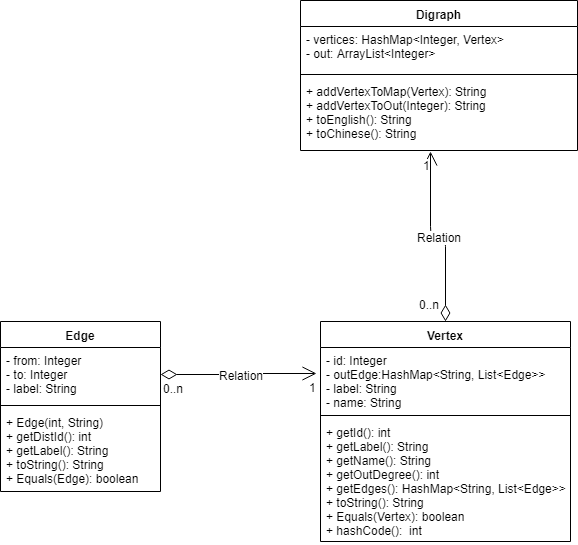 Digraph
- vertices: HashMap<Integer, Vertex>
- out: ArrayList<Integer>
+ addVertexToMap(Vertex): String
+ addVertexToOut(Integer): String
+ toEnglish(): String
+ toChinese(): String
1
Relation
0..n
Edge
- from: Integer
- to: Integer
- label: String
+ Edge(int, String)
+ getDistId(): int
+ getLabel(): String
+ toString(): String
+ Equals(Edge): boolean
0..n
Relation
1
Vertex
- id: Integer
- outEdge:HashMap<String, List<Edge>>
- label: String
- name: String
+ getId(): int
+ getLabel(): String
+ getName(): String
+ getOutDegree(): int
+ getEdges(): HashMap<String, List<Edge>>
+ toString(): String
+ Equals(Vertex): boolean
+ hashCode(): int